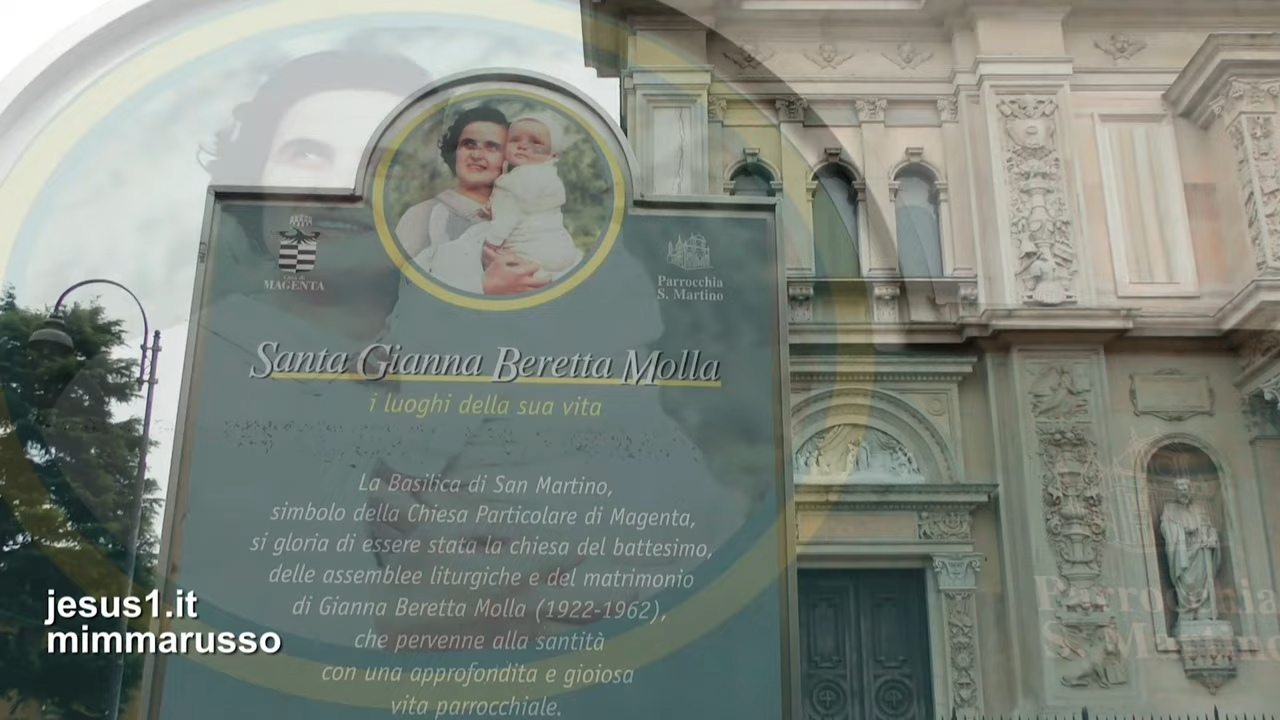 MAGENTA
Parrocchia
S. Martino
Santa Gianna Beretta Molla
i luoghi della sua vita
La Basilica di San Martino,
simbolo della Chiesa Particolare di Magenta,
si gloria di essere stata la chiesa del battesimo,
delle assemblee liturgiche e del matrimonio
di Gianna Beretta Molla (1922-1962),
che pervenne alla santità
con una approfondita e gioiosa
vita parrocchiale.
jesus1.it
mimmarusso
Parrocchia
S. Martino